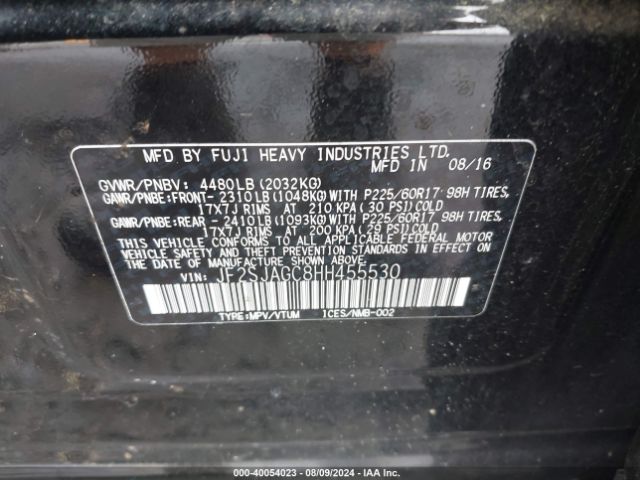 MFD BY FUJI HEAVY INDUSTRIES LTD.
MFD IN 08/16
GVWR/PNBV: 4480LB(2032KG)
GAWR/PNBE:FRONT- 2310LB(1048KG)WITH P225/60R17 98H TIRES,
17X7J RIMS AT 210 KPA(30 PSI)COLD
GAWR/PNBE:REAR - 2410LB(1093KG)WITH P225/60R17 98H TIRES,
17X7J RIMS AT 200 KPA(29 PSI)COLD
THIS VEHICLE CONFORMS TO ALL APPLICABLE FEDERAL MOTOR
VEHICLE SAFETY AND THEFT PREVENTION STANDARDS IN
EFFECT ON THE DATE OF MANUFACTURE SHOWN ABOVE.
VIN: JF2SJAGC8HH455530
TYPE:MPV/VTUM ICES/NMB-002
000-40054023 - 08/09/2024 - IAA Inc.